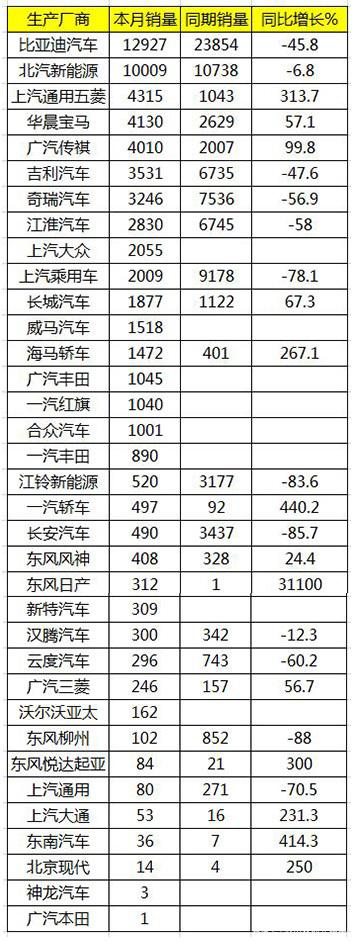 生产厂商 本月销量 同期销量 同比增长%
比亚迪汽车 12927 23854 -45.8
北汽新能源 10009 10738 -6.8
上汽通用五菱 4315 1043 313.7
华晨宝马 4130 2629 57.1
广汽传祺 4010 2007 99.8
吉利汽车 3531 6735 -47.6
奇瑞汽车 3246 7536 -56.9
江淮汽车 2830 6745 -58
上汽大众 2055
上汽乘用车 2009 9178 -78.1
长城汽车 1877 1122 67.3
威马汽车 1518
海马轿车 1472 401 267.1
广汽丰田 1045
一汽红旗 1040
合众汽车 1001
一汽丰田 890
江铃新能源 520 3177 -83.6
一汽轿车 497 92 440.2
长安汽车 490 3437 -85.7
东风风神 408 328 24.4
东风日产 312 1 31100
新特汽车 309
汉腾汽车 300 342 -12.3
云度汽车 296 743 -60.2
广汽三菱 246 157 56.7
沃尔沃亚太 162
东风柳州 102 852 -88
东风悦达起亚 84 21 300
上汽通用 80 271 -70.5
上汽大通 53 16 231.3
东南汽车 36 7 414.3
北京现代 14 4 250
神龙汽车 3
广汽本田 1